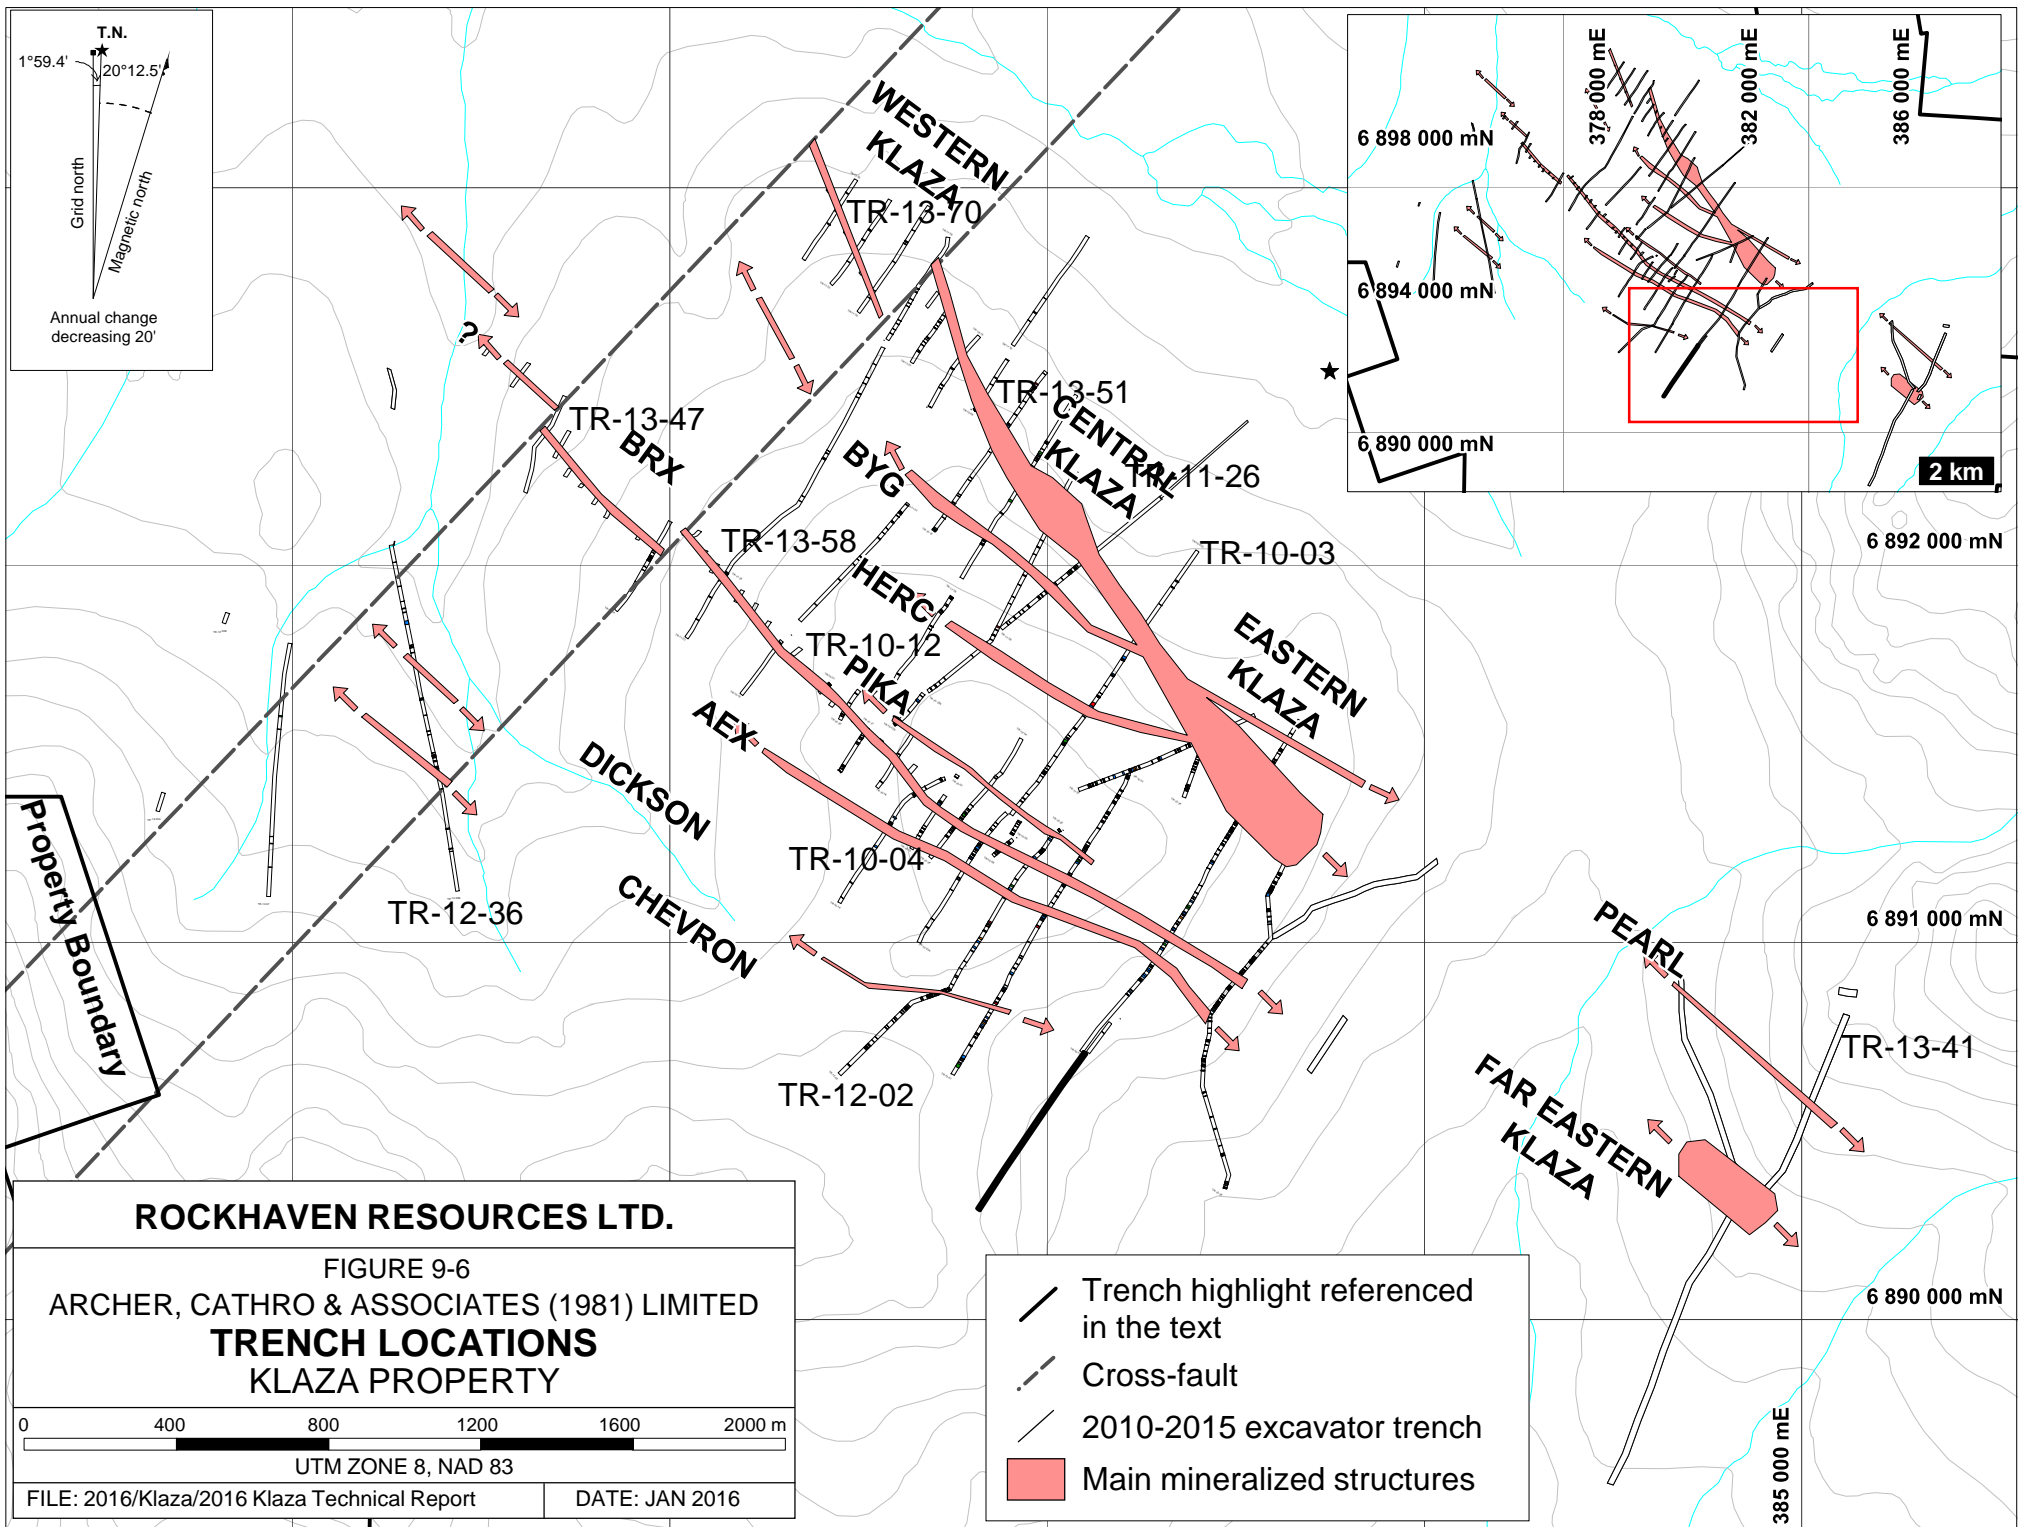 T.N.
1°59.4'
20°12.5'
Grid north
Magnetic north
Annual change
decreasing 20'
378 000 mE
382 000 mE
386 000 mE
6 898 000 mN
6 894 000 mN
6 890 000 mN
2 km
WESTERN
KLAZA
TR-13-70
?
TR-13-47
BRX
TR-13-51
CENTRAL
KLAZA
TR-11-26
BYG
TR-13-58
TR-10-03
6 892 000 mN
HERC
EASTERN
KLAZA
TR-10-12
PIKA
AEX
DICKSON
TR-10-04
CHEVRON
TR-12-36
Property Boundary
PEARL
6 891 000 mN
TR-13-41
TR-12-02
FAR EASTERN
KLAZA
6 890 000 mN
385 000 mE
ROCKHAVEN RESOURCES LTD.
FIGURE 9-6
ARCHER, CATHRO & ASSOCIATES (1981) LIMITED
TRENCH LOCATIONS
KLAZA PROPERTY
0 400 800 1200 1600 2000 m
UTM ZONE 8, NAD 83
FILE: 2016/Klaza/2016 Klaza Technical Report
DATE: JAN 2016
Trench highlight referenced
in the text
Cross-fault
2010-2015 excavator trench
Main mineralized structures